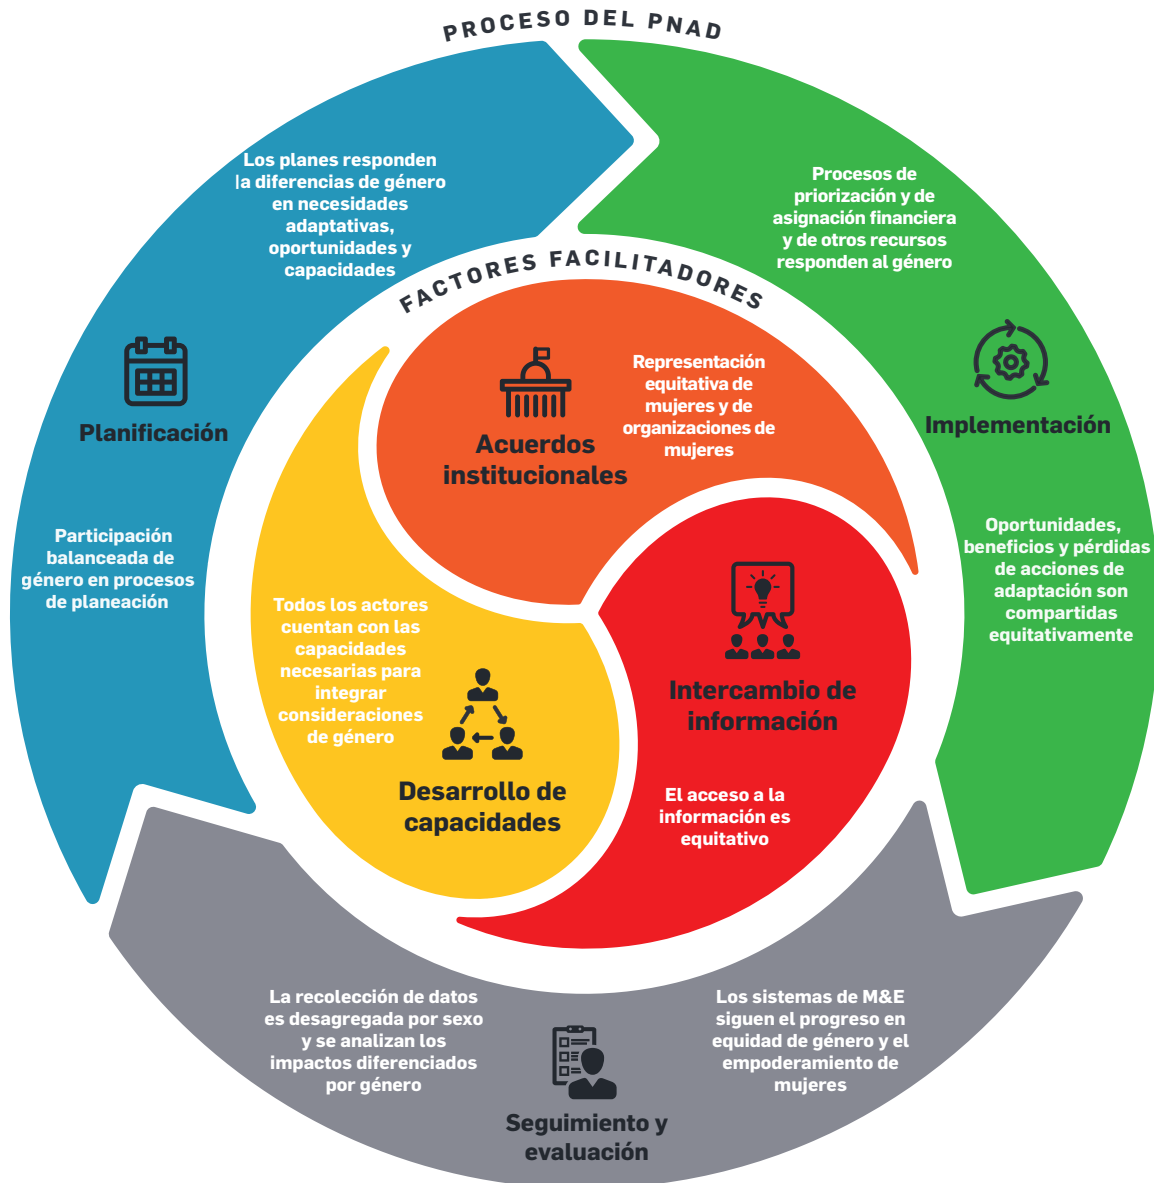 PROCESO DEL PNAD
Los planes responden
|a diferencias de género
en necesidades
adaptativas,
oportunidades y
capacidades
Planificación
Participación
balanceada de
género en procesos
de planeación
Procesos de
priorización y de
asignación financiera
y de otros recursos
responden al género
Implementación
Oportunidades,
beneficios y pérdidas
de acciones de
adaptación son
compartidas
equitativamente
FACTORES FACILITADORES
Acuerdos
institucionales
Representación
equitativa de
mujeres y de
organizaciones de
mujeres
Todos los actores
cuentan con las
capacidades
necesarias para
integrar
consideraciones
de género
Desarrollo de
capacidades
Intercambio de
información
El acceso a la
información es
equitativo
La recolección de datos
es desagregada por sexo
y se analizan los
impactos diferenciados
por género
Seguimiento y
evaluación
Los sistemas de M&E
siguen el progreso en
equidad de género y el
empoderamiento de
mujeres